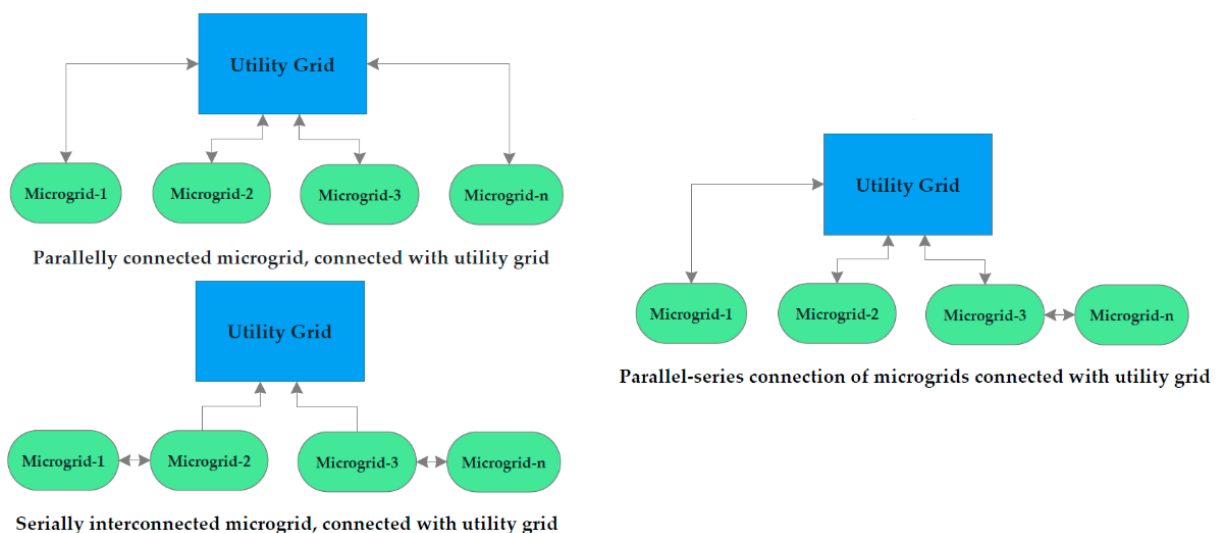 Utility Grid
Microgrid-1
Microgrid-2
Microgrid-3
Microgrid-n
Parallelly connected microgrid, connected with utility grid
Utility Grid
Microgrid-1
Microgrid-2
Microgrid-3
Microgrid-n
Serially interconnected microgrid, connected with utility grid
Utility Grid
Microgrid-1
Microgrid-2
Microgrid-3
Microgrid-n
Parallel-series connection of microgrids connected with utility grid